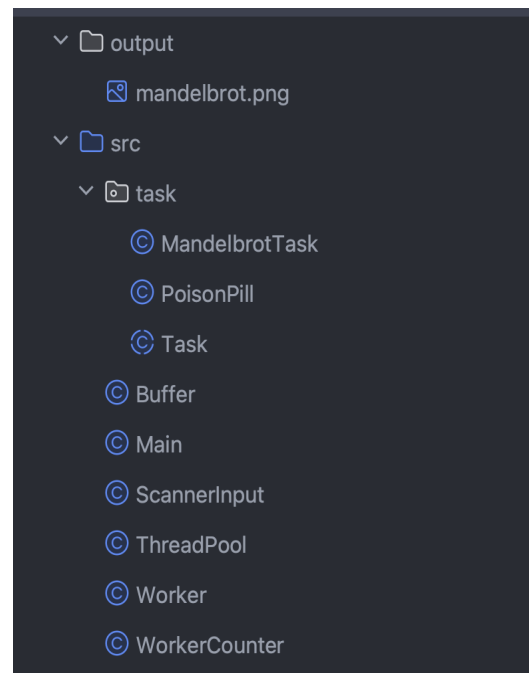 output
mandelbrot.png
src
task
MandelbrotTask
PoisonPill
Task
Buffer
Main
ScannerInput
ThreadPool
Worker
WorkerCounter